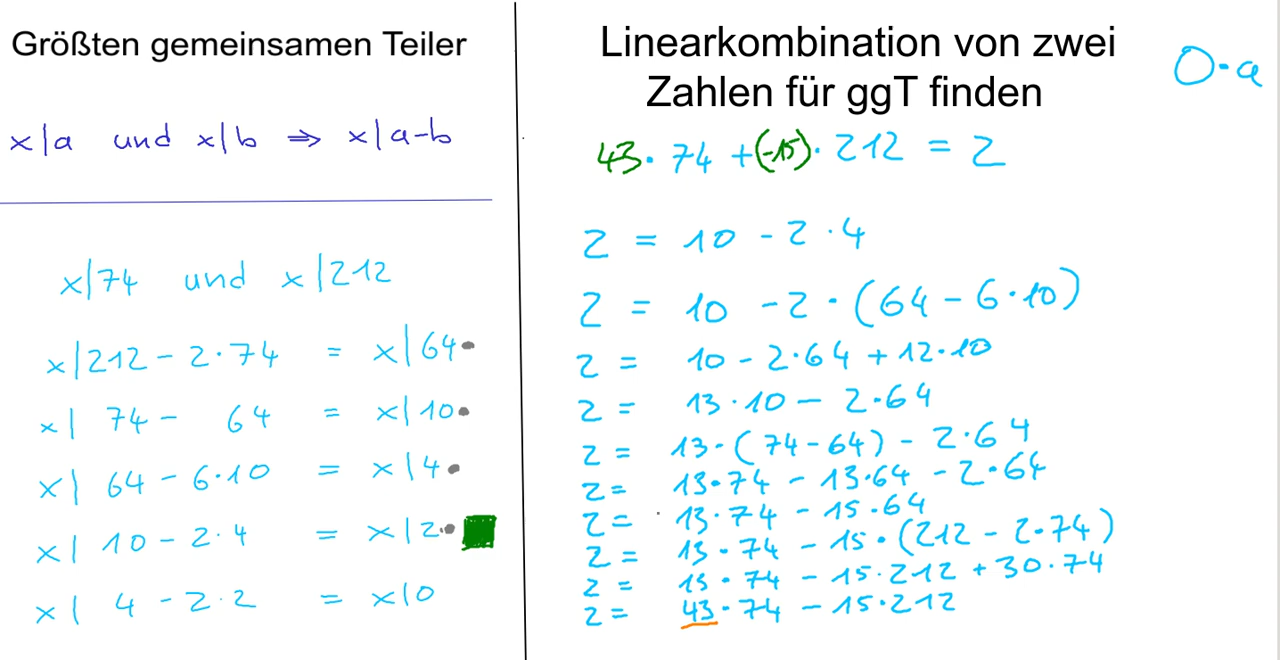 Größten gemeinsamen Teiler
x|a und x|b ⇒ x|a-b
x|74 und x|212
x|212 - 2·74 = x|64
x| 74 - 64 = x|10
x| 64 - 6·10 = x|4
x| 10 - 2·4 = x|2
x| 4 - 2·2 = x|0
Linearkombination von zwei
Zahlen für ggT finden
0·a
43· 74 +(-15)· 212 = 2
2 = 10 - 2·4
2 = 10 - 2·(64 - 6·10)
2 = 10 - 2·64 + 12·10
2 = 13·10 - 2·64
2 = 13·(74-64) - 2·64
2 = 13·74 - 13·64 - 2·64
2 = 13·74 - 15·64
2 = 13·74 - 15·(212 - 2·74)
2 = 13·74 - 15·212 + 30·74
2 = 43·74 - 15·212